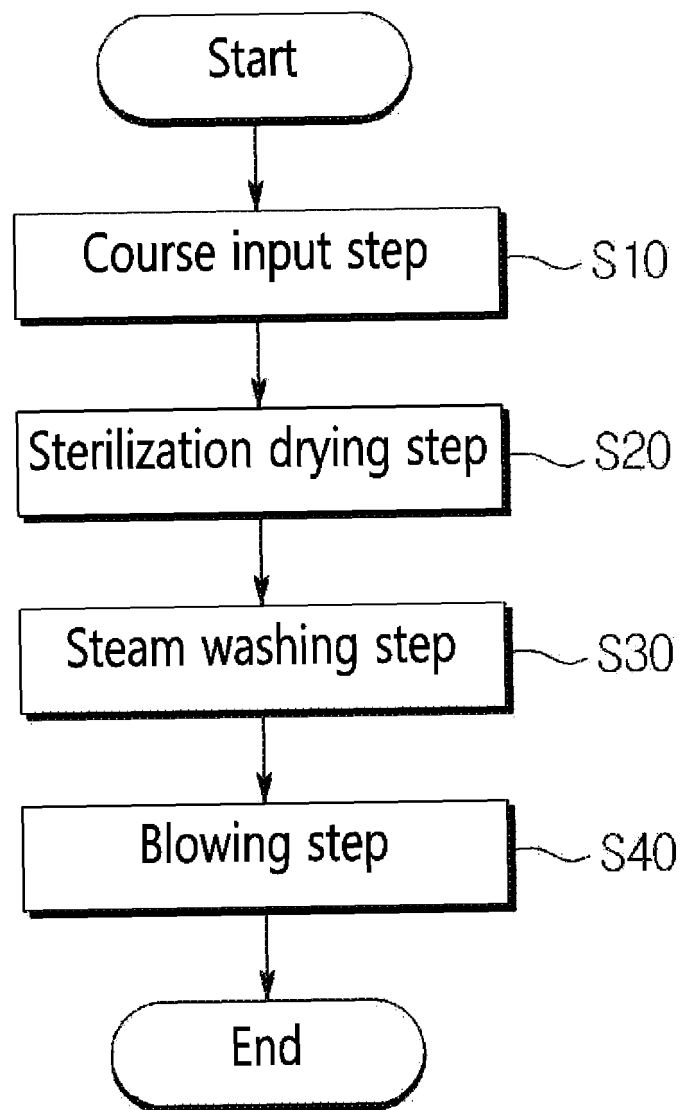 Start
Course input step
S10
Sterilization drying step
S20
Steam washing step
S30
Blowing step
S40
End